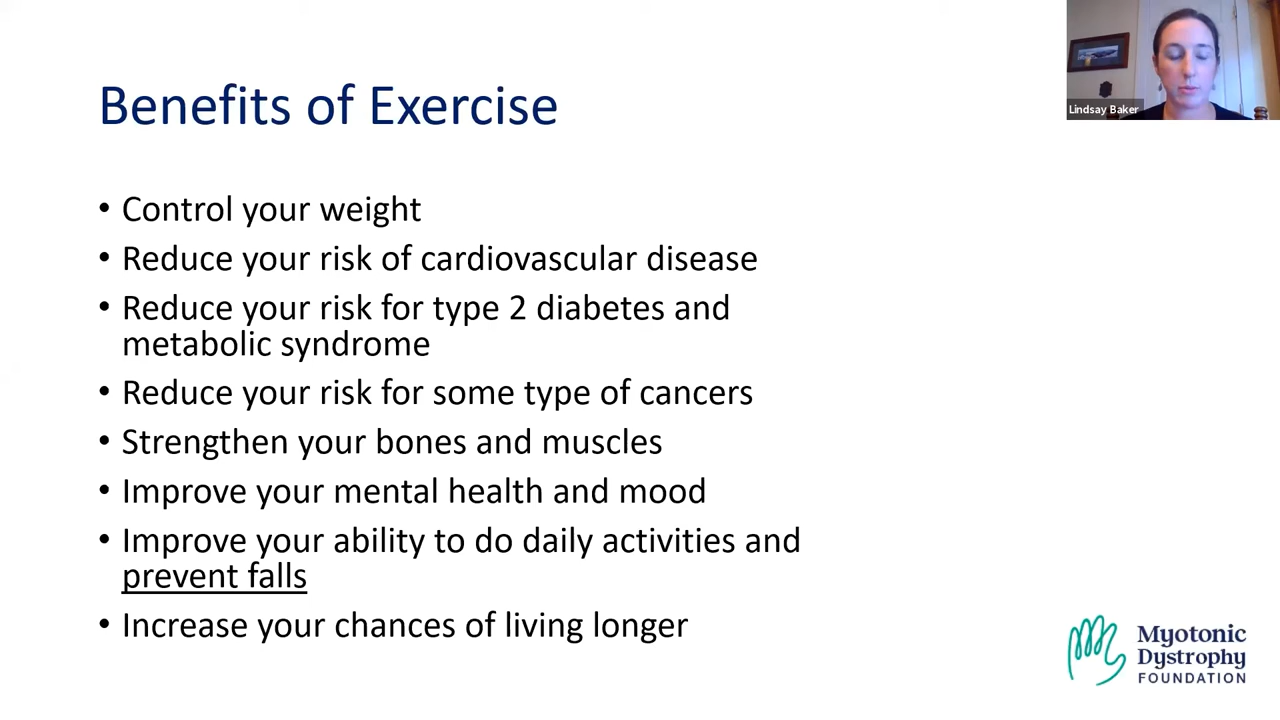 Benefits of Exercise
Lindsay Baker
• Control your weight
• Reduce your risk of cardiovascular disease
• Reduce your risk for type 2 diabetes and
metabolic syndrome
• Reduce your risk for some type of cancers
• Strengthen your bones and muscles
• Improve your mental health and mood
• Improve your ability to do daily activities and
prevent falls
• Increase your chances of living longer
Myotonic
Dystrophy
FOUNDATION